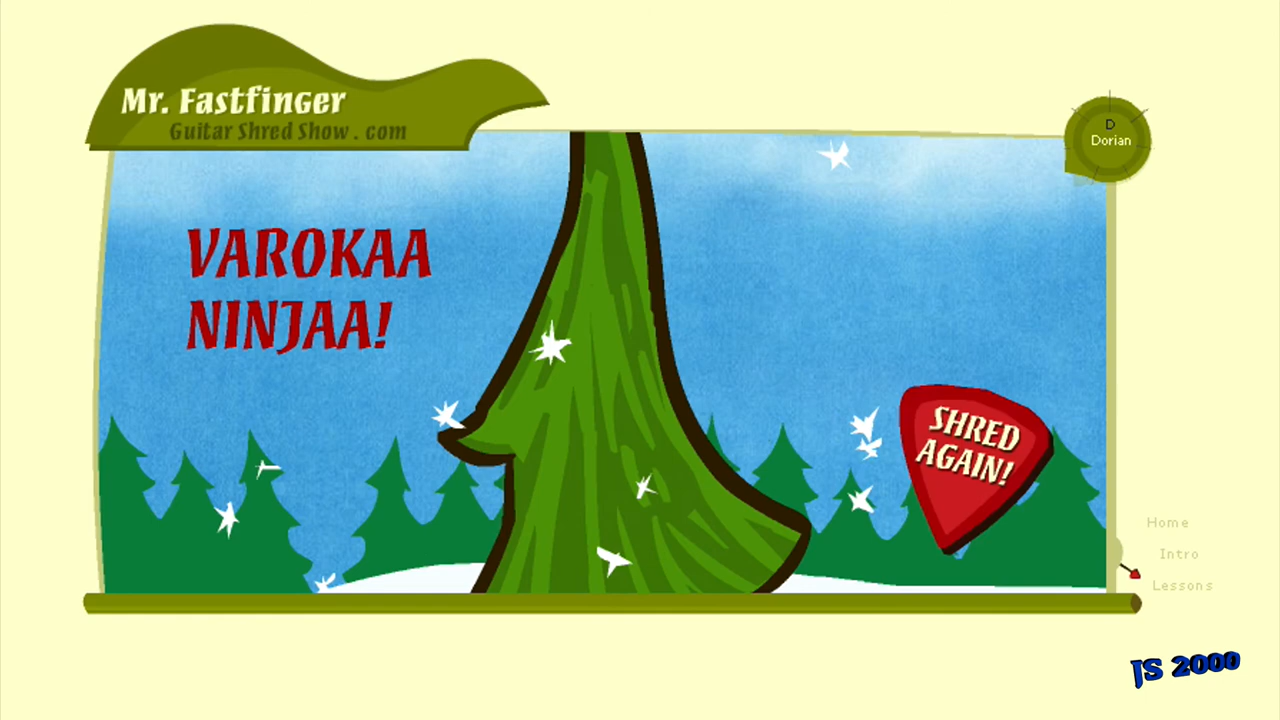 Mr. Fastfinger
Guitar Shred Show . com
D
Dorian
VAROKAA
NINJAA!
SHRED
AGAIN!
Home
Intro
Lessons
JS 2000